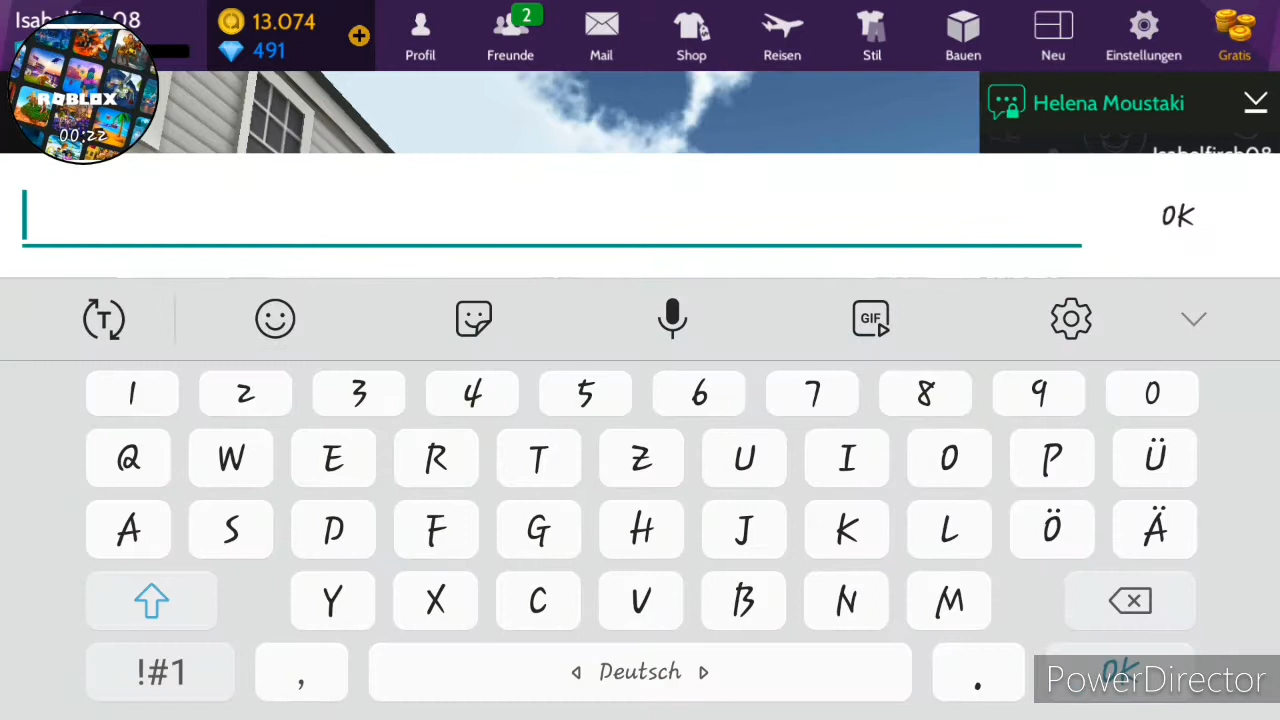 13.074
491
2
Profil Freunde Mail Shop Reisen Stil Bauen Neu Einstellungen Gratis
ROBLOX
00:22
Helena Moustaki
OK
T GIF
1 2 3 4 5 6 7 8 9 0
Q W E R T Z U I O P Ü
A S D F G H J K L Ö Ä
Y X C V B N M
!#1 , Deutsch . OK
PowerDirector